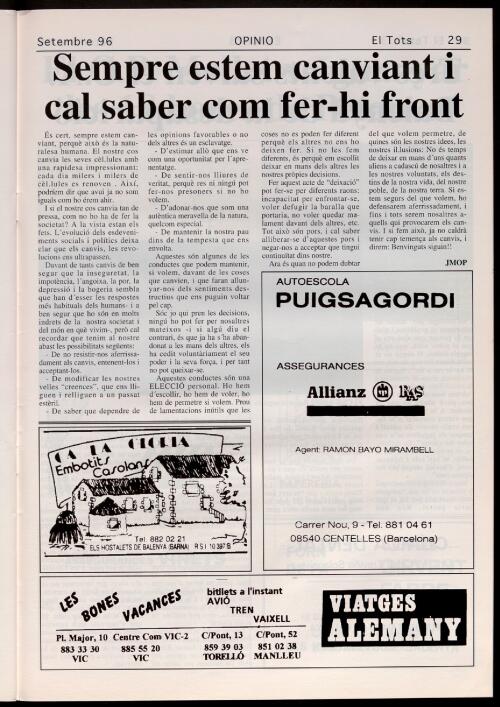 Setembre 96
OPINIO
El Tots 29
Sempre estem canviant i
cal saber com fer-hi front
És cert, sempre estem can-
viant, perquè això és la natu-
ralesa humana. El nostre cos
canvia les seves cèl.lules amb
una rapidesa impressionant:
cada dia milers i milers de
cèl.lules es renoven . Així,
podríem dir que avui ja no som
iguals com ho érem ahir.
I si el nostre cos canvia tan de
pressa, com no ho ha de fer la
societat? A la vista estan els
fets. L'evolució dels esdeveni-
ments socials i polítics deixa
clar que els canvis, les revo-
lucions ens ultrapassen.
Davant de tants canvis de ben
segur que la inseguretat, la
impotència, l'angoixa, la por, la
depressió i la bogeria sembla
que han d'ésser les respostes
més habituals dels humans- i a
ben segur que hó són en molts
indrets de la nostra societat i
del món en què vivim-, però cal
recordar que tenim al nostre
abast les possibilitats següents:
- De no resistir-nos aferrissa-
dament als canvis, entenent-los i
acceptant-los.
- De modificar les nostres
velles "creences", que ens lli-
guen i relliguen a un passat
estèril.
- De saber que dependre de
les opinions favorables o no
dels altres és un esclavatge.
- D'estimar allò que ens ve
com una oportunitat per l'apre-
nentatge.
- De sentir-nos lliures de
veritat, perquè res ni ningú pot
fer-nos presoners si no ho
volem.
- D'adonar-nos que som una
autèntica meravella de la natura,
quelcom especial.
- De mantenir la nostra pau
dins de la tempesta que ens
envolta.
Aquestes són algunes de les
conductes que podem mantenir,
si volem, davant de les coses
que canvien, i que faran allun-
yar-nos dels sentiments des-
tructius que ens puguin voltar
pel cap.
Sóc jo qui pren les decisions,
ningú ho pot fer per nosaltres
mateixos -i si algú diu el
contrari, és que ja ha s'ha aban-
donat a les mans dels altres, els
ha cedit voluntàriament el seu
poder i la seva força, i per tant
no pot queixar-se.
Aquestes conductes són una
ELECCIÓ personal. Ho hem
d'escollir, ho hem de voler, ho
hem de permetre si volem. Prou
de lamentacions inútils que les
coses no es poden fer diferent
perquè els altres no ens ho
deixen fer. Si no les fem
diferents, és perquè em escollit
deixar en mans dels altres les
nostres pròpies decisions.
Fer aquest acte de "deixació"
pot fer-se per diferents raons:
incapacitat per enfrontar-se,
voler defugir la baralla que
portaria, no voler quedar ma-
lament davant dels altres, etc.
Tot això són pors, i cal saber
alliberar-se d'aquestes pors i
negar-nos a acceptar que tingui
continuïtat dins nostre.
Ara és quan no podem dubtar
del que volem permetre, de
quines són les nostres idees, les
nostres il.lusions: No és temps
de deixar en mans d'uns quants
aliens a cadascú de nosaltres i a
les nostres voluntats, els des-
tins de la nostra vida, del nostre
poble, de la nostra terra. Si es-
tem segurs del que volem, ho
defensarem aferrissadament, i
fins i tots serem nosaltres a-
quells qui provocarem els can-
vis. I si fem això, ja no caldrà
tenir cap temença als canvis, i
direm: Benvinguts siguin!!
JMOP
AUTOESCOLA
PUIGSAGORDI
ASSEGURANCES
Allianz RAS
Agent: RAMON BAYO MIRAMBELL
Carrer Nou, 9 - Tel. 881 04 61
08540 CENTELLES (Barcelona)
CA LA GLORIA
Embotits
Casolans
Tel. 882 02 21
ELS HOSTALETS DE BALENYA (BARNA) R S I 10.397 B
LES BONES VACANCES
bitllets a l'instant
AVIÓ
TREN
VAIXELL
VIATGES
ALEMANY
Pl. Major, 10 Centre Com VIC-2 C/Pont, 13 C/Pont, 52
883 33 30 885 55 20 859 39 03 851 02 38
VIC VIC TORELLÓ MANLLEU